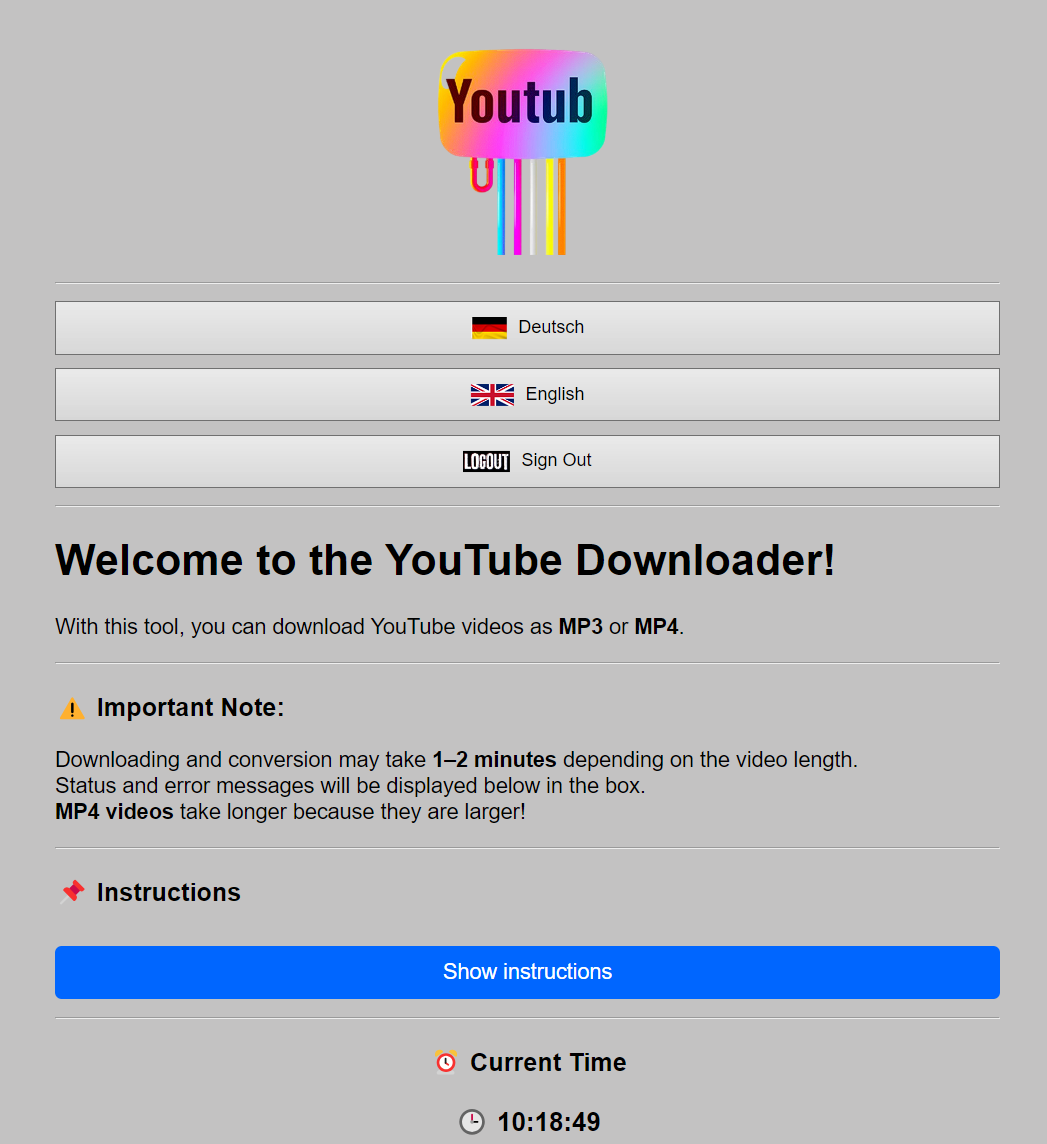 Youtub
Deutsch
English
LOGOUT Sign Out
Welcome to the YouTube Downloader!
With this tool, you can download YouTube videos as MP3 or MP4.
Important Note:
Downloading and conversion may take 1–2 minutes depending on the video length.
Status and error messages will be displayed below in the box.
MP4 videos take longer because they are larger!
Instructions
Show instructions
Current Time
10:18:49